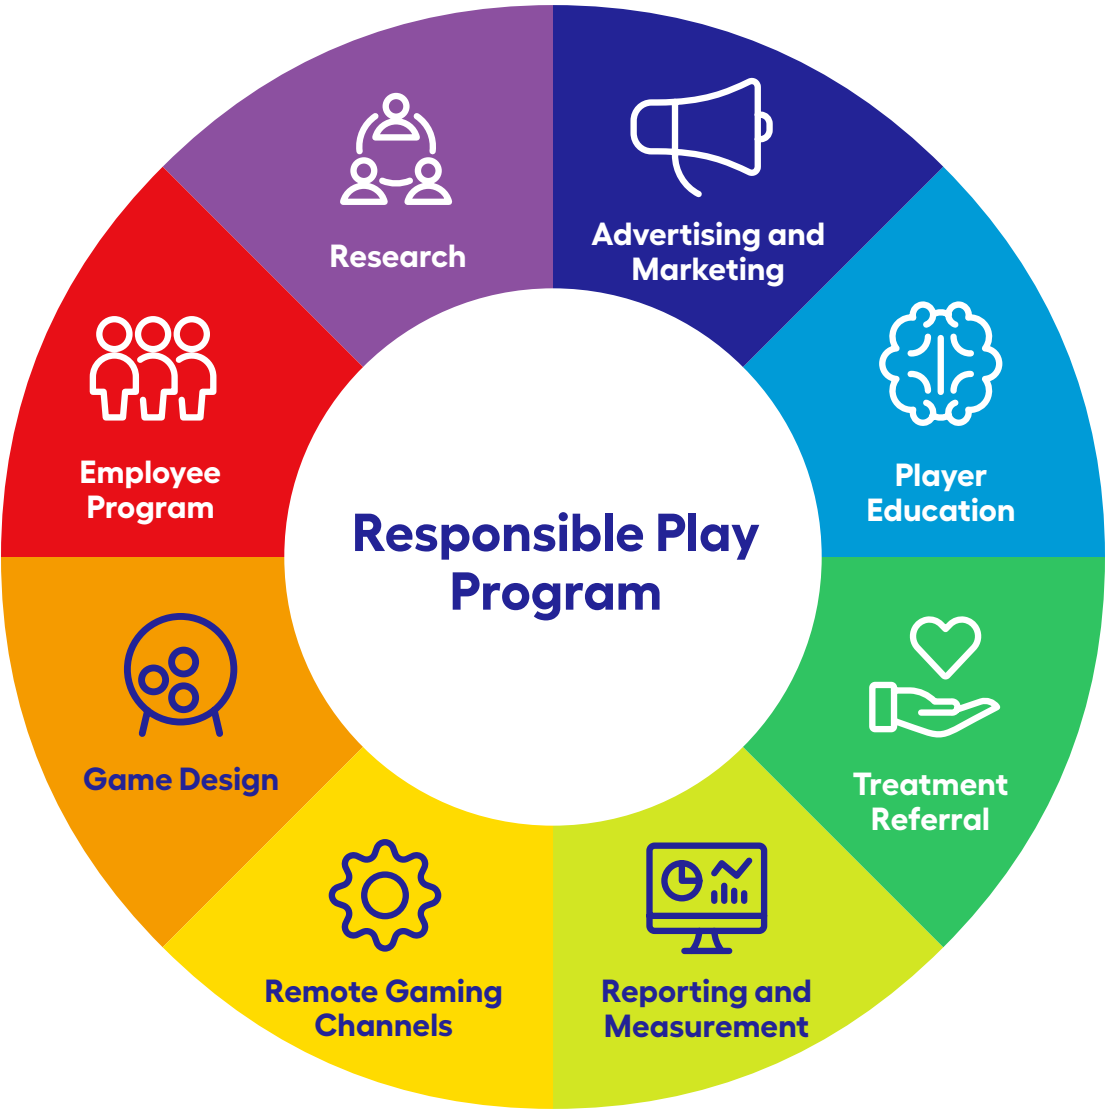 Research
Advertising and
Marketing
Player
Education
Treatment
Referral
Reporting and
Measurement
Remote Gaming
Channels
Game Design
Employee
Program
Responsible Play
Program